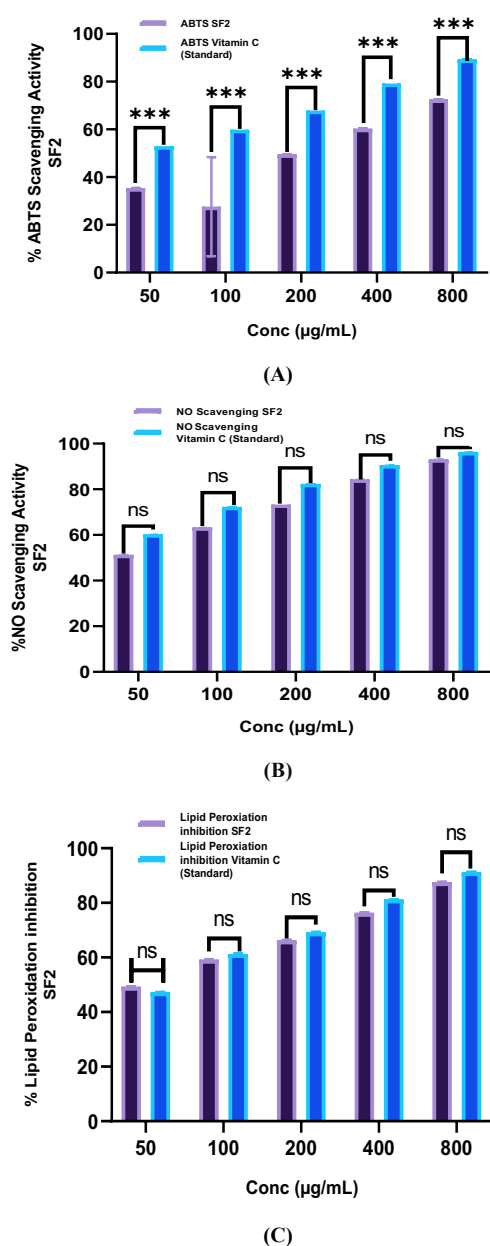 ABTS SF2
ABTS Vitamin C
(Standard)
% ABTS Scavenging Activity
SF2
100
80
60
40
20
0
***
***
***
***
***
50 100 200 400 800
Conc (µg/mL)
(A)
NO Scavenging SF2
NO Scavenging
Vitamin C (Standard)
%NO Scavenging Activity
SF2
100
80
60
40
20
0
ns
ns
ns
ns
ns
50 100 200 400 800
Conc (µg/mL)
(B)
Lipid Peroxiation
inhibition SF2
Lipid Peroxiation
inhibition Vitamin C
(Standard)
% Lipid Peroxidation inhibition
SF2
100
80
60
40
20
0
ns
ns
ns
ns
ns
50 100 200 400 800
Conc (µg/mL)
(C)